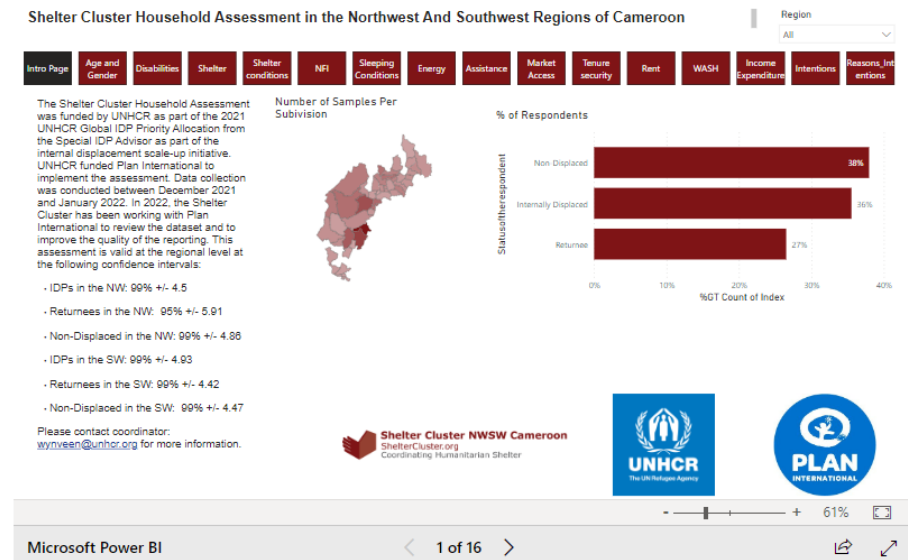 Shelter Cluster Household Assessment in the Northwest And Southwest Regions of Cameroon
Region
All
Intro Page
Age and
Gender
Disabilities
Shelter
Shelter
conditions
NFI
Sleeping
Conditions
Energy
Assistance
Market
Access
Tenure
security
Rent
WASH
Income
Expenditure
Intentions
Reasons_Int
entions
The Shelter Cluster Household Assessment
was funded by UNHCR as part of the 2021
UNHCR Global IDP Priority Allocation from
the Special IDP Advisor as part of the
internal displacement scale-up initiative.
UNHCR funded Plan International to
implement the assessment. Data collection
was conducted between December 2021
and January 2022. In 2022, the Shelter
Cluster has been working with Plan
International to review the dataset and to
improve the quality of the reporting. This
assessment is valid at the regional level at
the following confidence intervals:
• IDPs in the NW: 99% +/- 4.5
• Returnees in the NW: 95% +/- 5.91
• Non-Displaced in the NW: 99% +/- 4.86
• IDPs in the SW: 99% +/- 4.93
• Returnees in the SW: 99% +/- 4.42
• Non-Displaced in the SW: 99% +/- 4.47
Please contact coordinator:
wynveen@unhcr.org for more information.
Number of Samples Per
Subivision
% of Respondents
Statusoftherespondent
Non-Displaced
38%
Internally Displaced
36%
Returnee
27%
0%
10%
20%
30%
40%
%GT Count of Index
Shelter Cluster NWSW Cameroon
ShelterCluster.org
Coordinating Humanitarian Shelter
UNHCR
The UN Refugee Agency
PLAN
INTERNATIONAL
- + 61%
Microsoft Power BI
1 of 16